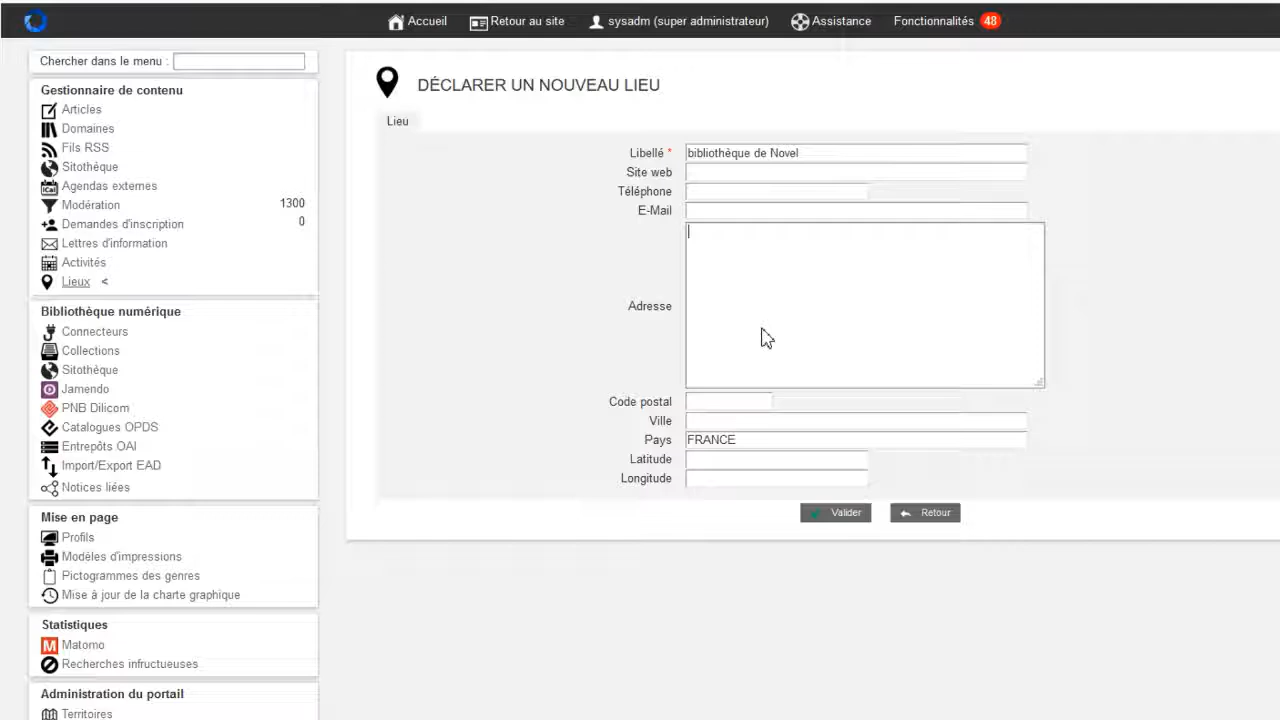 Accueil
Retour au site
sysadm (super administrateur)
Assistance
Fonctionnalités 48
Chercher dans le menu :
Gestionnaire de contenu
Articles
Domaines
Fils RSS
Sitothèque
Agendas externes
Modération 1300
Demandes d'inscription 0
Lettres d'information
Activités
Lieux <
Bibliothèque numérique
Connecteurs
Collections
Sitothèque
Jamendo
PNB Dilicom
Catalogues OPDS
Entrepôts OAI
Import/Export EAD
Notices liées
Mise en page
Profils
Modèles d'impressions
Pictogrammes des genres
Mise à jour de la charte graphique
Statistiques
Matomo
Recherches infructueuses
Administration du portail
Territoires
DÉCLARER UN NOUVEAU LIEU
Lieu
Libellé * bibliothèque de Novel
Site web
Téléphone
E-Mail
Adresse
Code postal
Ville
Pays FRANCE
Latitude
Longitude
Valider
Retour